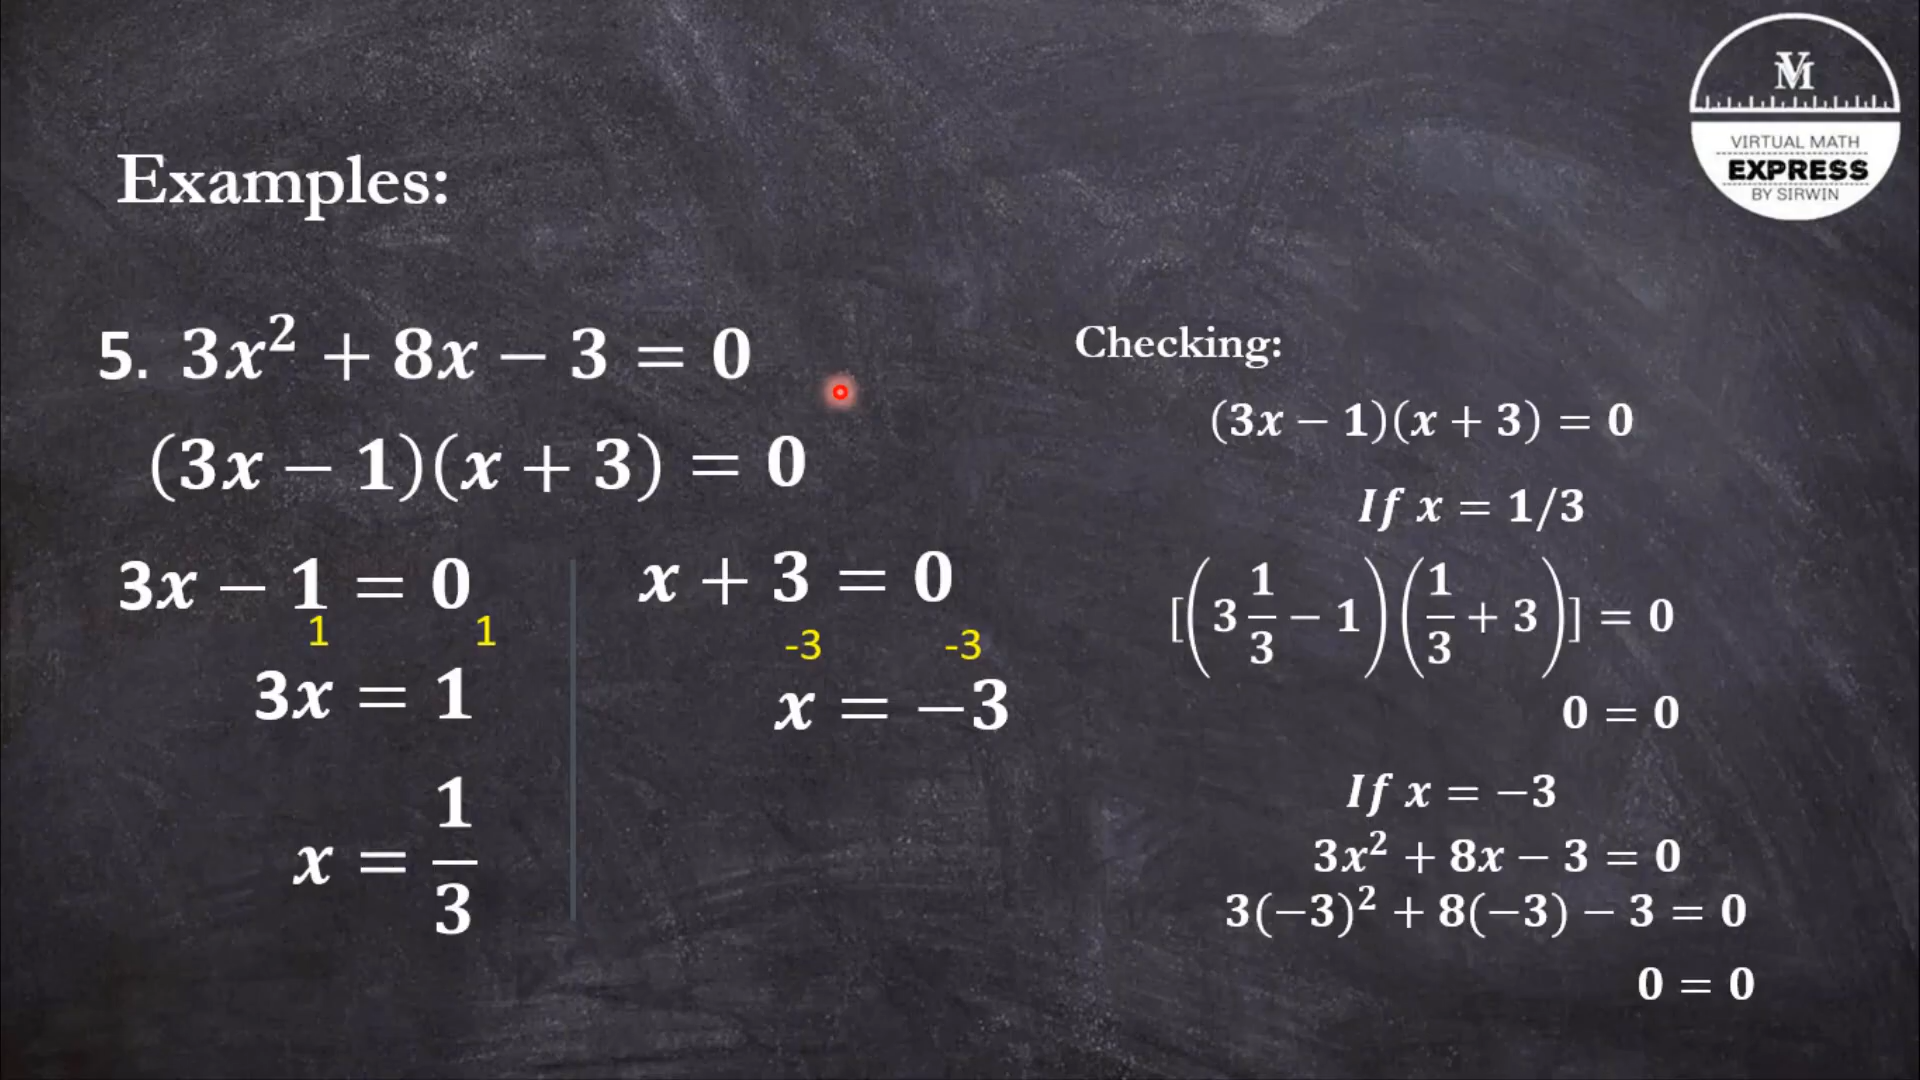 VM
VIRTUAL MATH
EXPRESS
BY SIRWIN
Examples:
5. 3x² + 8x − 3 = 0
(3x − 1)(x + 3) = 0
3x − 1 = 0
1 1
3x = 1
x = 1/3
x + 3 = 0
-3 -3
x = −3
Checking:
(3x − 1)(x + 3) = 0
If x = 1/3
[(3 1/3 − 1)(1/3 + 3)] = 0
0 = 0
If x = −3
3x² + 8x − 3 = 0
3(−3)² + 8(−3) − 3 = 0
0 = 0